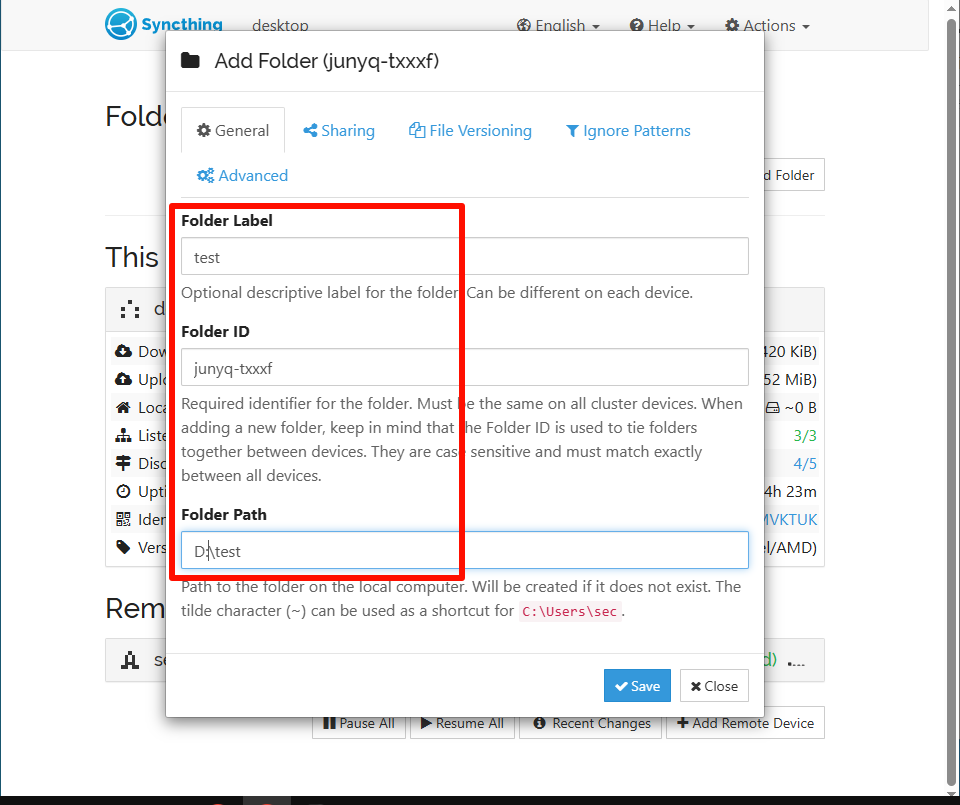 Syncthing desktop English Help Actions
Add Folder (junyq-txxxf)
Folde
General Sharing File Versioning Ignore Patterns
Advanced
d Folder
Folder Label
test
Optional descriptive label for the folder. Can be different on each device.
This
d
Folder ID
junyq-txxxf
Required identifier for the folder. Must be the same on all cluster devices. When
adding a new folder, keep in mind that the Folder ID is used to tie folders
together between devices. They are case sensitive and must match exactly
between all devices.
Dow 420 KiB)
Uplo 52 MiB)
Loca ~0 B
Liste 3/3
Disc 4/5
Upti 4h 23m
Iden MVKTUK
Vers el/AMD)
Folder Path
D:\test
Path to the folder on the local computer. Will be created if it does not exist. The
tilde character (~) can be used as a shortcut for C:\Users\sec.
Rem
se d)
Save Close
Pause All Resume All Recent Changes Add Remote Device